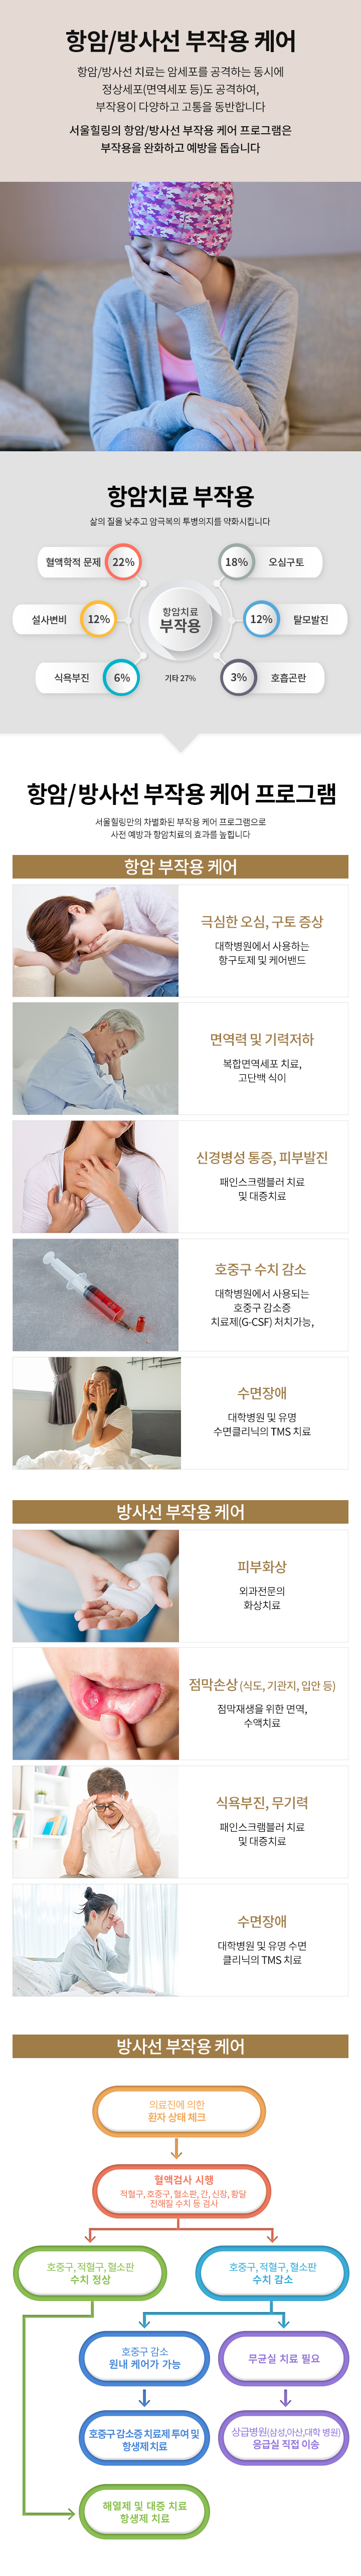 항암/방사선 부작용 케어
항암/방사선 치료는 암세포를 공격하는 동시에
정상세포(면역세포 등)도 공격하여,
부작용이 다양하고 고통을 동반합니다
서울힐링의 항암/방사선 부작용 케어 프로그램은
부작용을 완화하고 예방을 돕습니다
항암치료 부작용
삶의 질을 낮추고 암극복의 투병의지를 약화시킵니다
혈액학적 문제 22%
18% 오심구토
설사변비 12%
항암치료
부작용
12% 탈모발진
식욕부진 6%
기타 27%
3% 호흡곤란
항암/방사선 부작용 케어 프로그램
서울힐링만의 차별화된 부작용 케어 프로그램으로
사전 예방과 항암치료의 효과를 높힙니다
항암 부작용 케어
극심한 오심, 구토 증상
대학병원에서 사용하는
항구토제 및 케어밴드
면역력 및 기력저하
복합면역세포 치료,
고단백 식이
신경병성 통증, 피부발진
패인스크램블러 치료
및 대증치료
호중구 수치 감소
대학병원에서 사용되는
호중구 감소증
치료제(G-CSF) 처치가능,
수면장애
대학병원 및 유명
수면클리닉의 TMS 치료
방사선 부작용 케어
피부화상
외과전문의
화상치료
점막손상 (식도, 기관지, 입안 등)
점막재생을 위한 면역,
수액치료
식욕부진, 무기력
패인스크램블러 치료
및 대증치료
수면장애
대학병원 및 유명 수면
클리닉의 TMS 치료
방사선 부작용 케어
의료진에 의한
환자 상태 체크
혈액검사 시행
적혈구, 호중구, 혈소판, 간, 신장, 황달
전해질 수치 등 검사
호중구, 적혈구, 혈소판
수치 정상
호중구, 적혈구, 혈소판
수치 감소
호중구 감소
원내 케어가 가능
무균실 치료 필요
호중구감소증 치료제 투여 및
항생제 치료
상급병원(삼성,아산,대학 병원)
응급실 직접 이송
해열제 및 대증 치료
항생제 치료